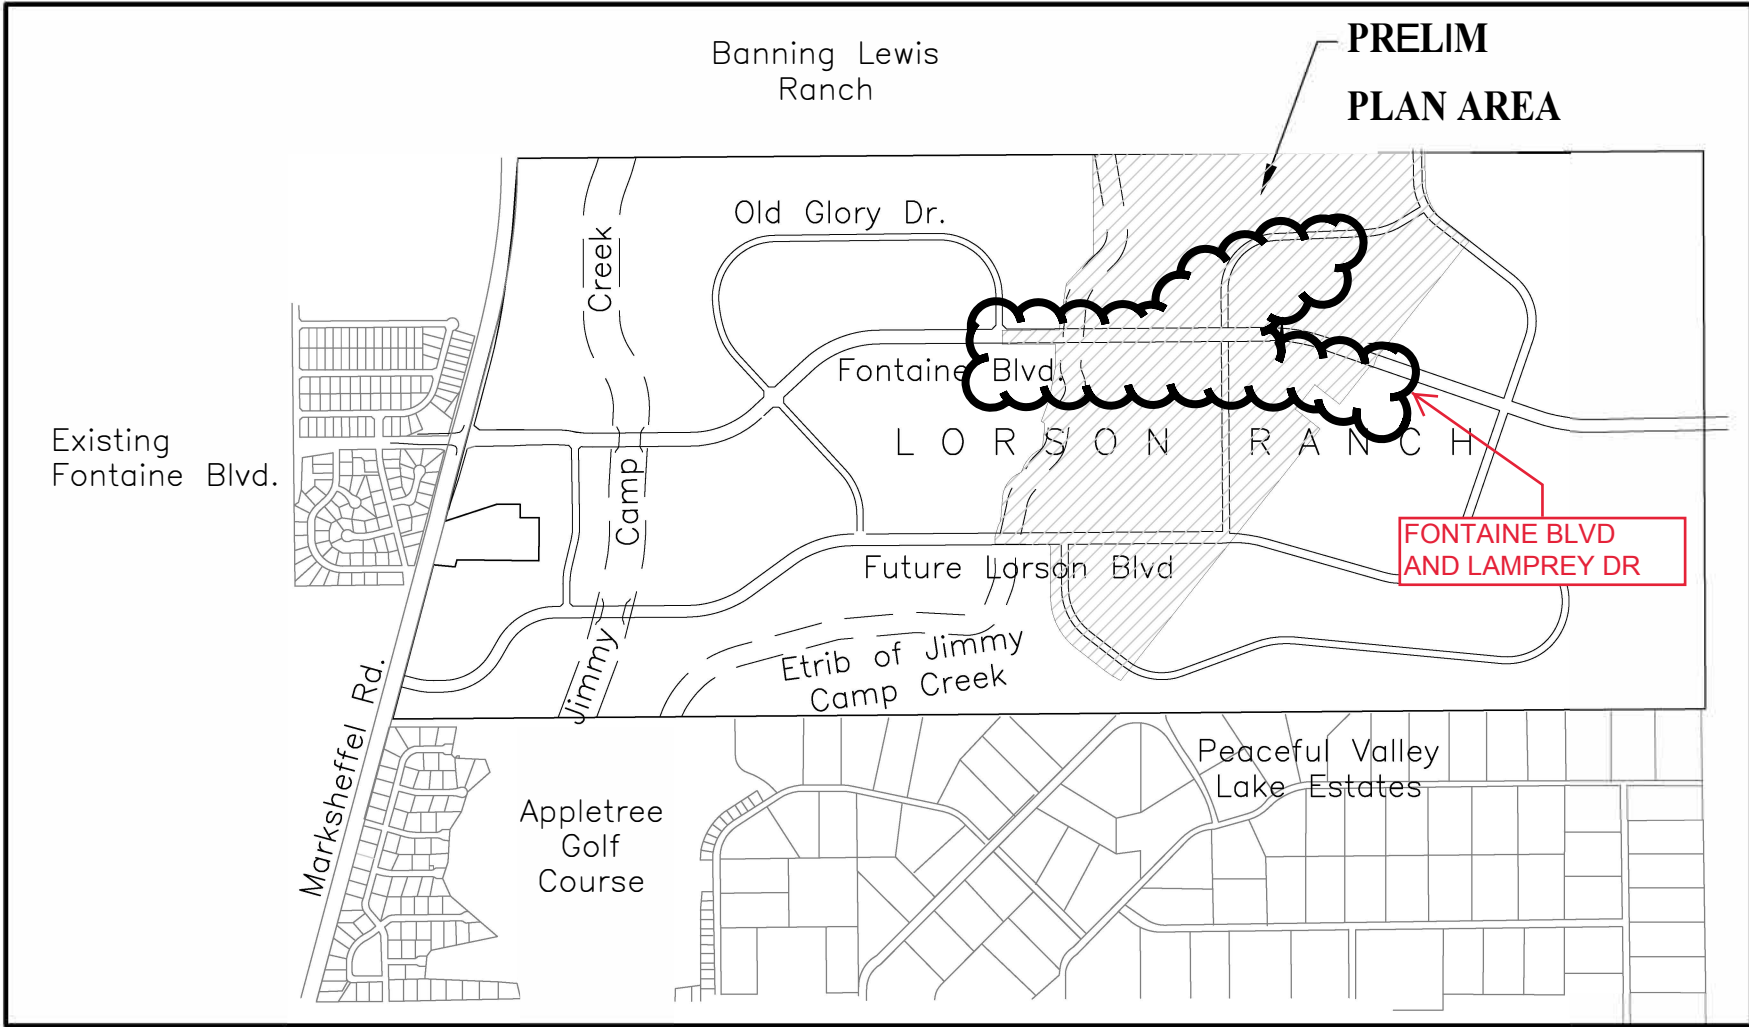 Banning Lewis
Ranch
PRELIM
PLAN AREA
Old Glory Dr.
Creek
Fontaine Blvd.
Existing
Fontaine Blvd.
LORSON RANCH
Camp
FONTAINE BLVD
AND LAMPREY DR
Future Lorson Blvd
Jimmy
Etrib of Jimmy
Camp Creek
Marksheffel Rd.
Peaceful Valley
Lake Estates
Appletree
Golf
Course